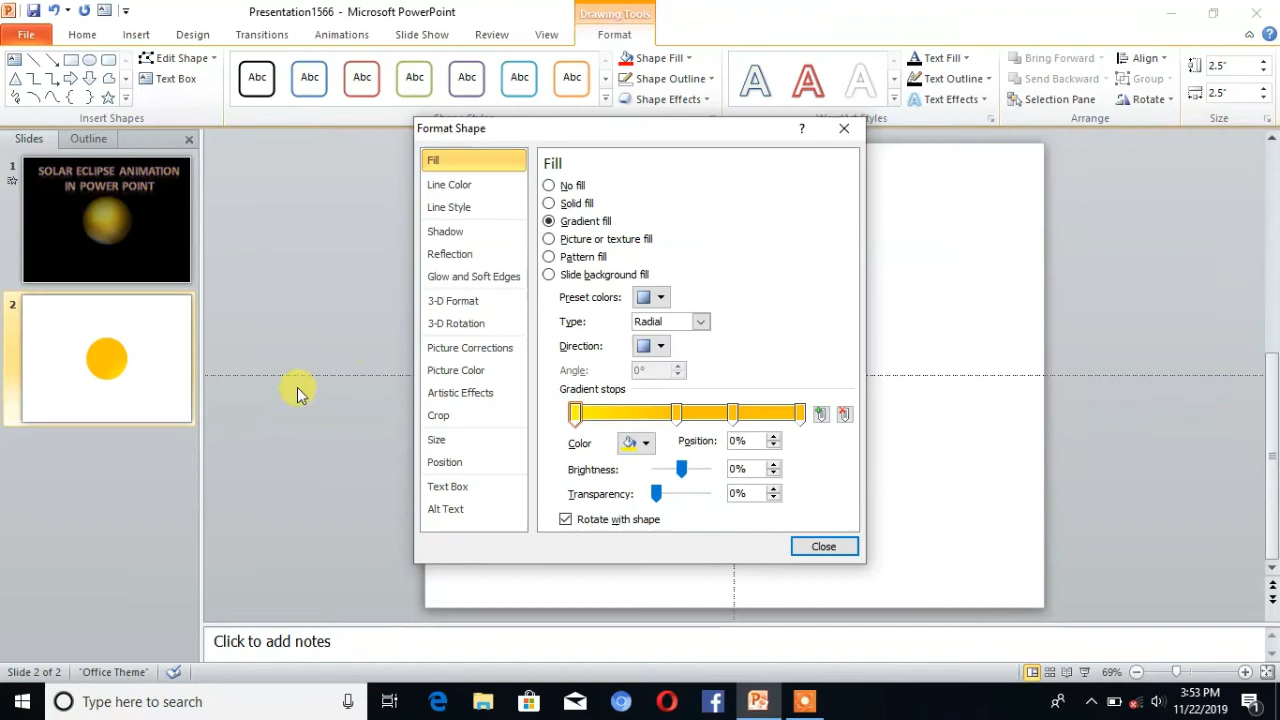 Presentation1566 - Microsoft PowerPoint
Drawing Tools
File Home Insert Design Transitions Animations Slide Show Review View Format
Edit Shape
Text Box
Insert Shapes
Abc Abc Abc Abc Abc Abc Abc
Shape Fill
Shape Outline
Shape Effects
Text Fill
Text Outline
Text Effects
Bring Forward
Send Backward
Selection Pane
Align
Group
Rotate
Arrange
2.5"
2.5"
Size
Slides Outline
1
SOLAR ECLIPSE ANIMATION
IN POWER POINT
2
Format Shape
Fill
Line Color
Line Style
Shadow
Reflection
Glow and Soft Edges
3-D Format
3-D Rotation
Picture Corrections
Picture Color
Artistic Effects
Crop
Size
Position
Text Box
Alt Text
Fill
No fill
Solid fill
Gradient fill
Picture or texture fill
Pattern fill
Slide background fill
Preset colors:
Type: Radial
Direction:
Angle: 0°
Gradient stops
Color Position: 0%
Brightness: 0%
Transparency: 0%
Rotate with shape
Close
Click to add notes
Slide 2 of 2 "Office Theme" 69%
Type here to search
3:53 PM
11/22/2019